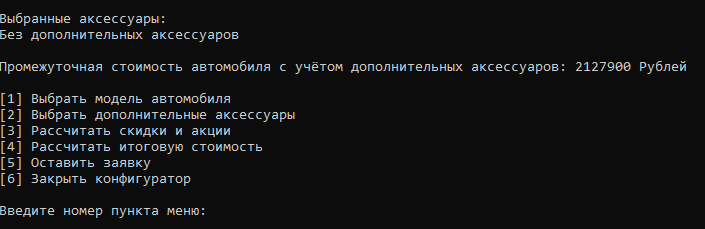 Выбранные аксессуары:
Без дополнительных аксессуаров
Промежуточная стоимость автомобиля с учётом дополнительных аксессуаров: 2127900 Рублей
[1] Выбрать модель автомобиля
[2] Выбрать дополнительные аксессуары
[3] Рассчитать скидки и акции
[4] Рассчитать итоговую стоимость
[5] Оставить заявку
[6] Закрыть конфигуратор
Введите номер пункта меню: